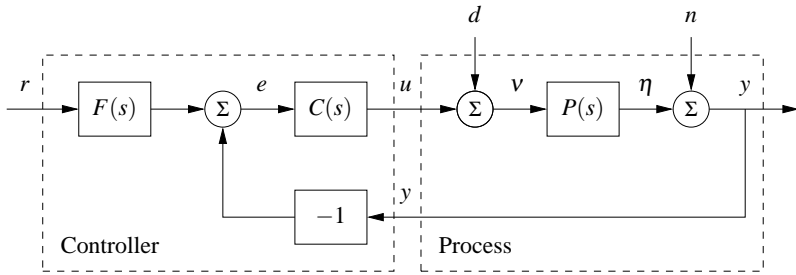 d
n
r
F(s)
Σ
e
C(s)
u
Σ
ν
P(s)
η
Σ
y
−1
y
Controller
Process